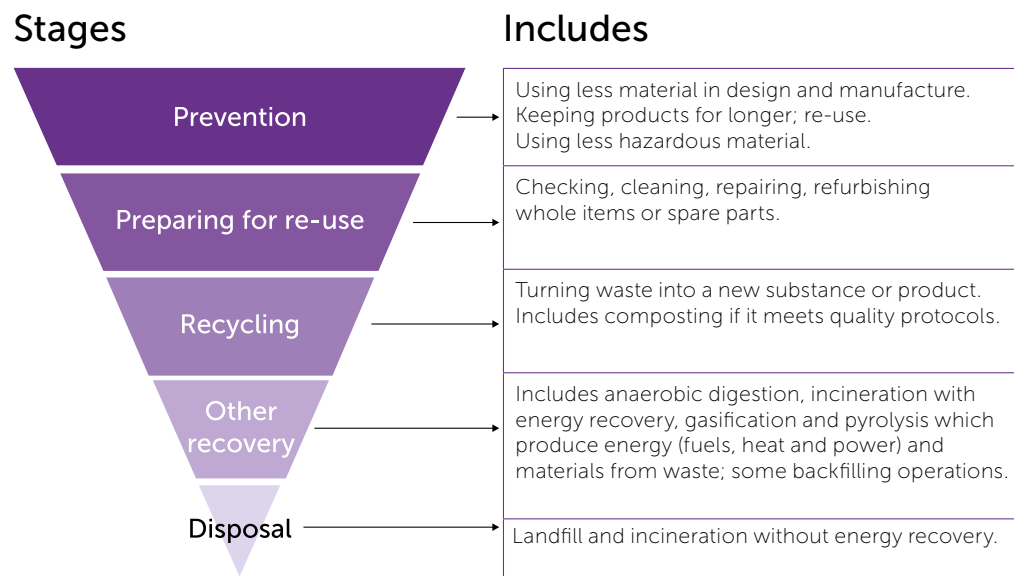 Stages
Includes
Prevention
Using less material in design and manufacture.
Keeping products for longer; re-use.
Using less hazardous material.
Preparing for re-use
Checking, cleaning, repairing, refurbishing
whole items or spare parts.
Recycling
Turning waste into a new substance or product.
Includes composting if it meets quality protocols.
Other
recovery
Includes anaerobic digestion, incineration with
energy recovery, gasification and pyrolysis which
produce energy (fuels, heat and power) and
materials from waste; some backfilling operations.
Disposal
Landfill and incineration without energy recovery.